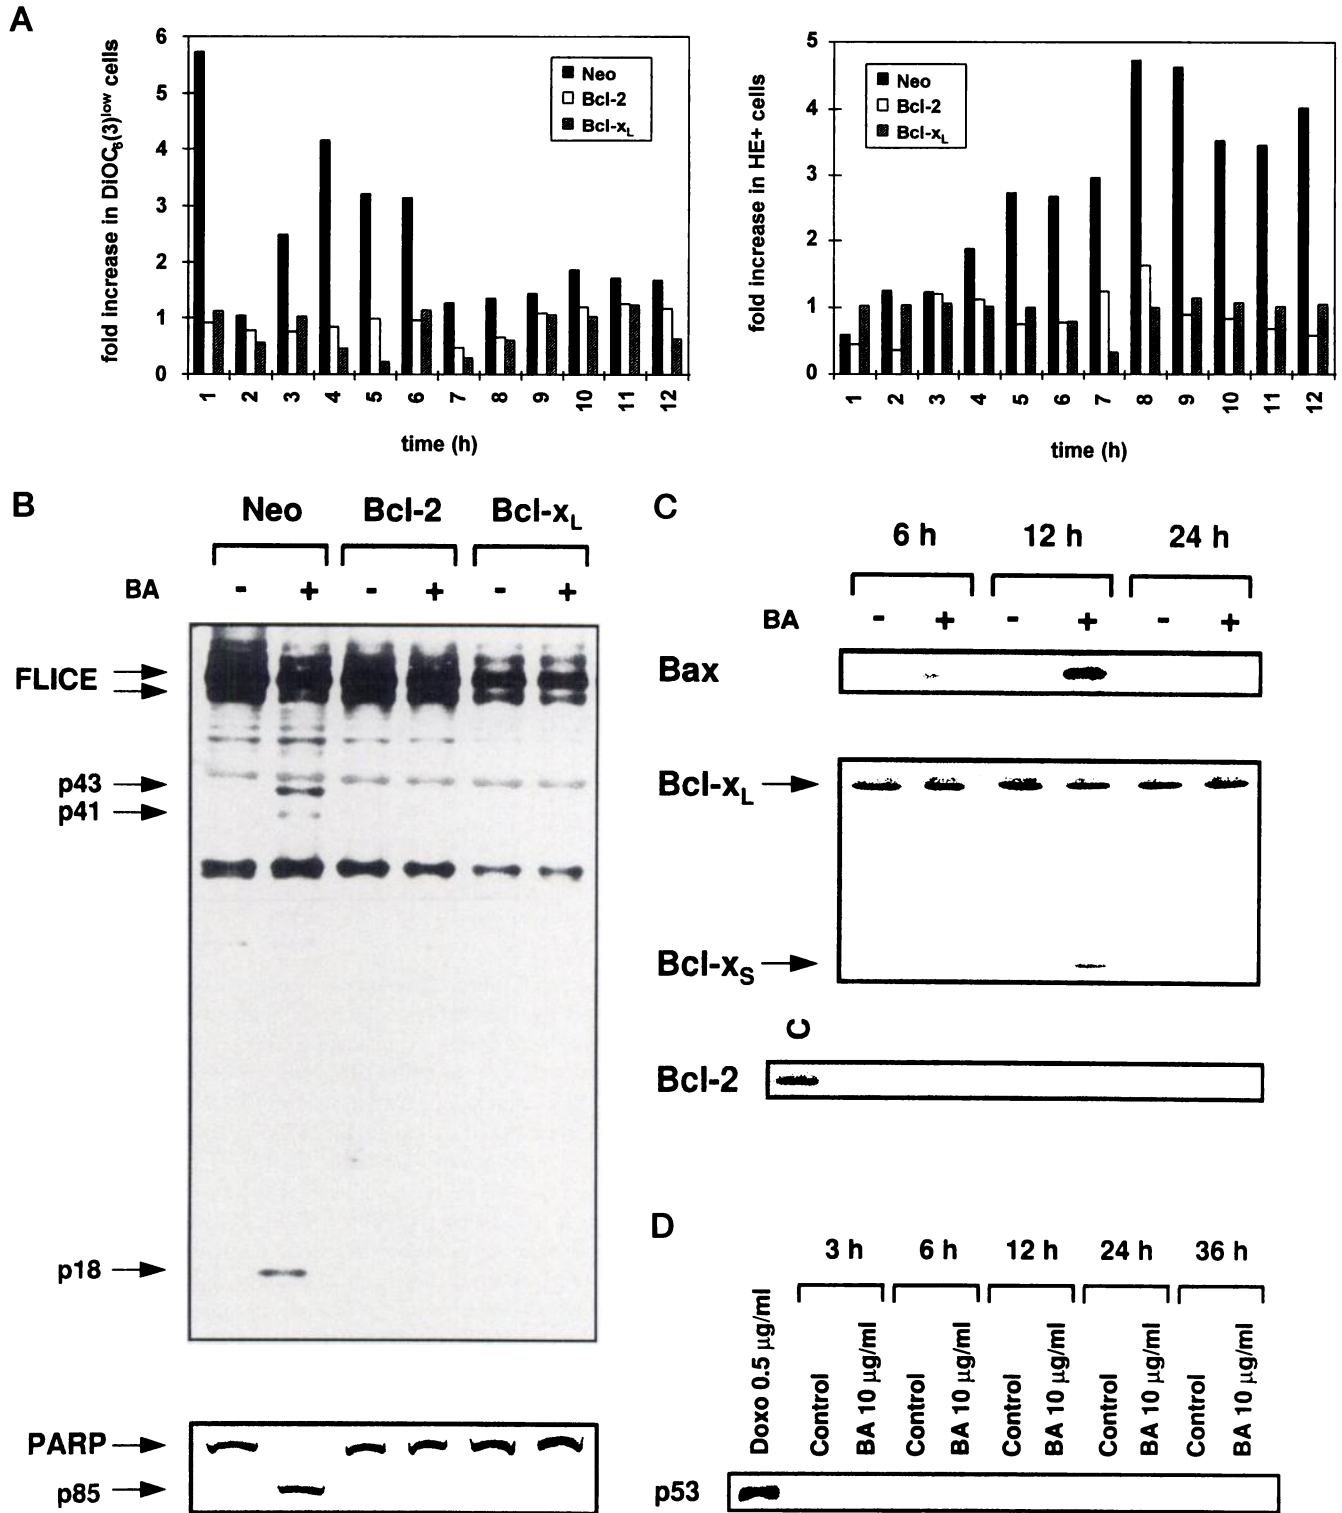 A
fold increase in DiOC6(3)low cells
6
5
4
3
2
1
0
Neo
Bcl-2
Bcl-xL
1 2 3 4 5 6 7 8 9 10 11 12
time (h)
fold increase in HE+ cells
5
4
3
2
1
0
Neo
Bcl-2
Bcl-xL
1 2 3 4 5 6 7 8 9 10 11 12
time (h)
B
Neo Bcl-2 Bcl-xL
BA - + - + - +
FLICE
p43
p41
p18
PARP
p85
C
6 h 12 h 24 h
BA - + - + - +
Bax
Bcl-xL
Bcl-xS
C
Bcl-2
D
3 h 6 h 12 h 24 h 36 h
Doxo 0.5 µg/ml
Control
BA 10 µg/ml
Control
BA 10 µg/ml
Control
BA 10 µg/ml
Control
BA 10 µg/ml
Control
BA 10 µg/ml
p53